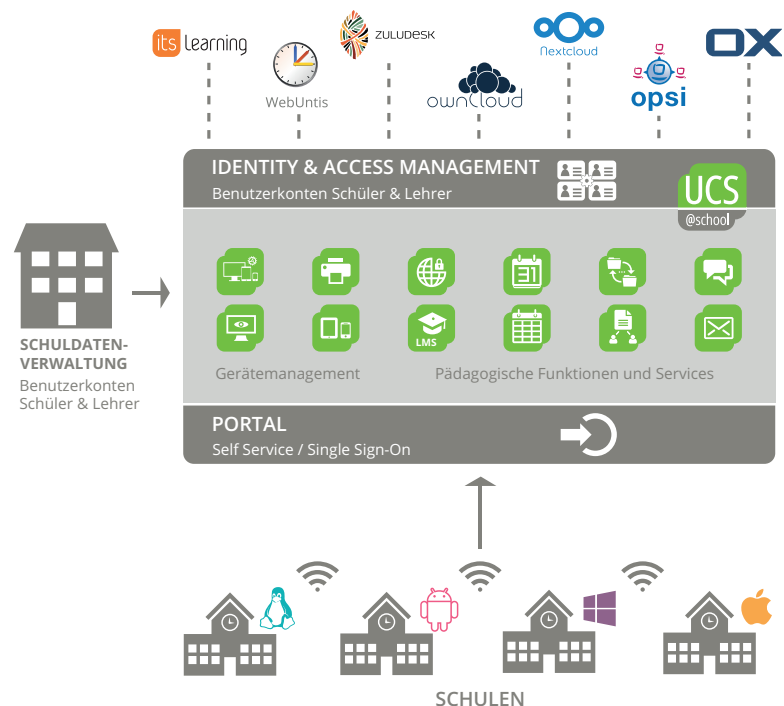 its learning
WebUntis
ZULUDESK
ownCloud
Nextcloud
opsi
OX
IDENTITY & ACCESS MANAGEMENT
Benutzerkonten Schüler & Lehrer
UCS
@school
31
LMS
Gerätemanagement
Pädagogische Funktionen und Services
SCHULDATEN-
VERWALTUNG
Benutzerkonten
Schüler & Lehrer
PORTAL
Self Service / Single Sign-On
SCHULEN